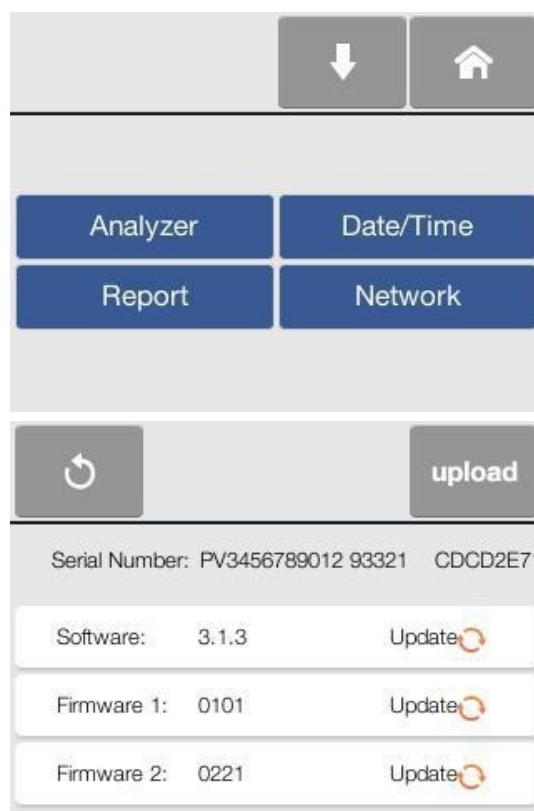 Analyzer Date/Time
Report Network
upload
Serial Number: PV3456789012 93321 CDCD2E7
Software: 3.1.3 Update
Firmware 1: 0101 Update
Firmware 2: 0221 Update